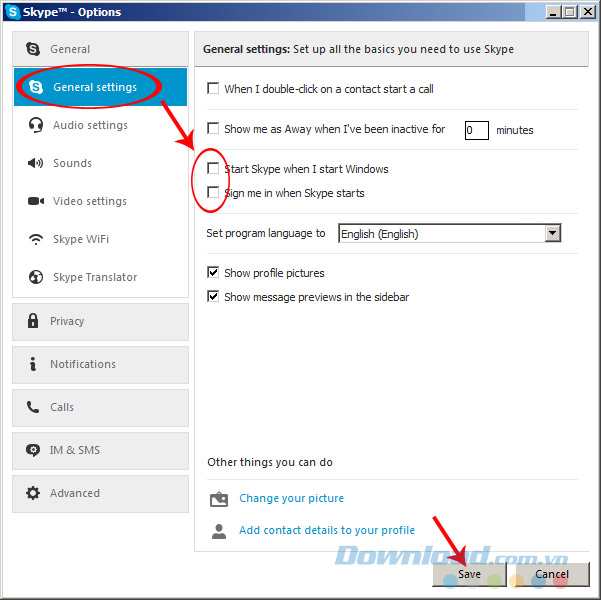 Skype™ - Options
General
General settings
Audio settings
Sounds
Video settings
Skype WiFi
Skype Translator
Privacy
Notifications
Calls
IM & SMS
Advanced
General settings: Set up all the basics you need to use Skype
When I double-click on a contact start a call
Show me as Away when I've been inactive for 0 minutes
Start Skype when I start Windows
Sign me in when Skype starts
Set program language to English (English)
Show profile pictures
Show message previews in the sidebar
Other things you can do
Change your picture
Add contact details to your profile
Download.com.vn
Save Cancel